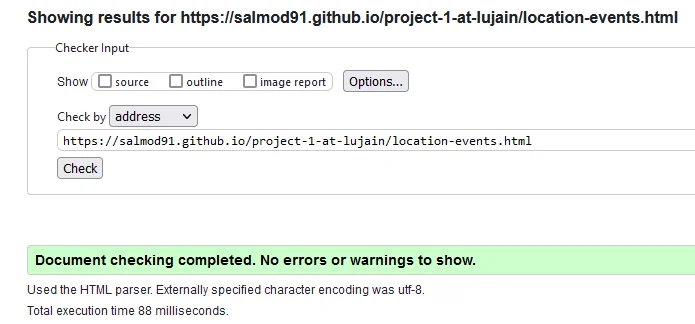 Showing results for https://salmod91.github.io/project-1-at-lujain/location-events.html
Checker Input
Show source outline image report Options...
Check by address
https://salmod91.github.io/project-1-at-lujain/location-events.html
Check
Document checking completed. No errors or warnings to show.
Used the HTML parser. Externally specified character encoding was utf-8.
Total execution time 88 milliseconds.